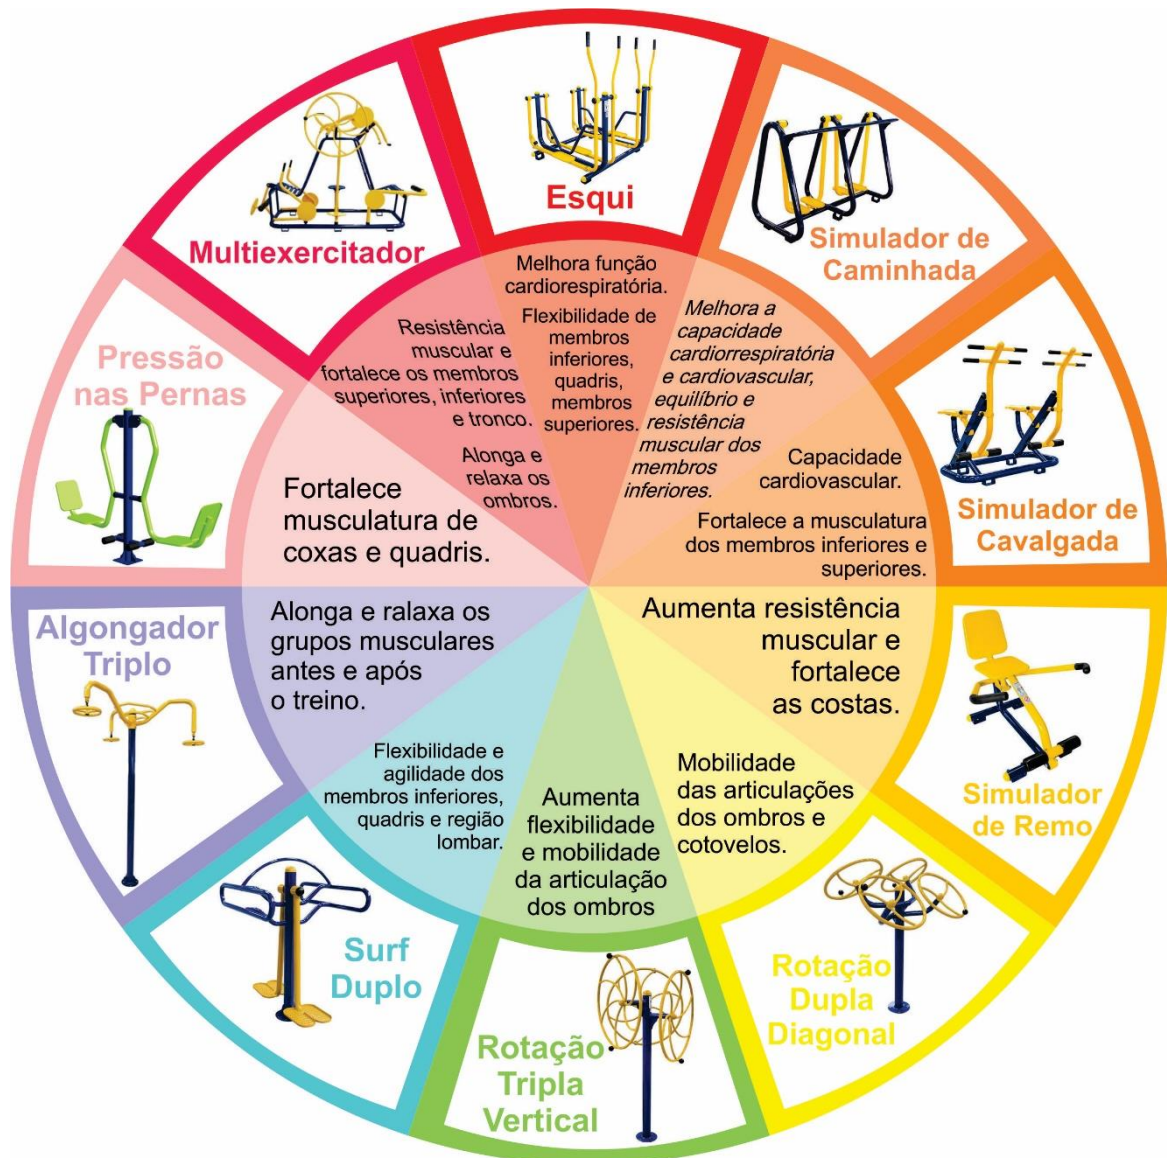 Esqui
Melhora função
cardiorespiratória.
Flexibilidade de
membros
inferiores,
quadris,
membros
superiores.
Simulador de
Caminhada
Melhora a
capacidade
cardiorrespiratória
e cardiovascular,
equilíbrio e
resistência
muscular dos
membros
inferiores.
Simulador de
Cavalgada
Capacidade
cardiovascular.
Fortalece a musculatura
dos membros inferiores e
superiores.
Simulador
de Remo
Aumenta resistência
muscular e
fortalece
as costas.
Rotação
Dupla
Diagonal
Mobilidade
das articulações
dos ombros e
cotovelos.
Rotação
Tripla
Vertical
Aumenta
flexibilidade
e mobilidade
da articulação
dos ombros
Surf
Duplo
Flexibilidade e
agilidade dos
membros inferiores,
quadris e região
lombar.
Algongador
Triplo
Alonga e ralaxa os
grupos musculares
antes e após
o treino.
Pressão
nas Pernas
Fortalece
musculatura de
coxas e quadris.
Multiexercitador
Resistência
muscular e
fortalece os membros
superiores, inferiores
e tronco.
Alonga e
relaxa os
ombros.